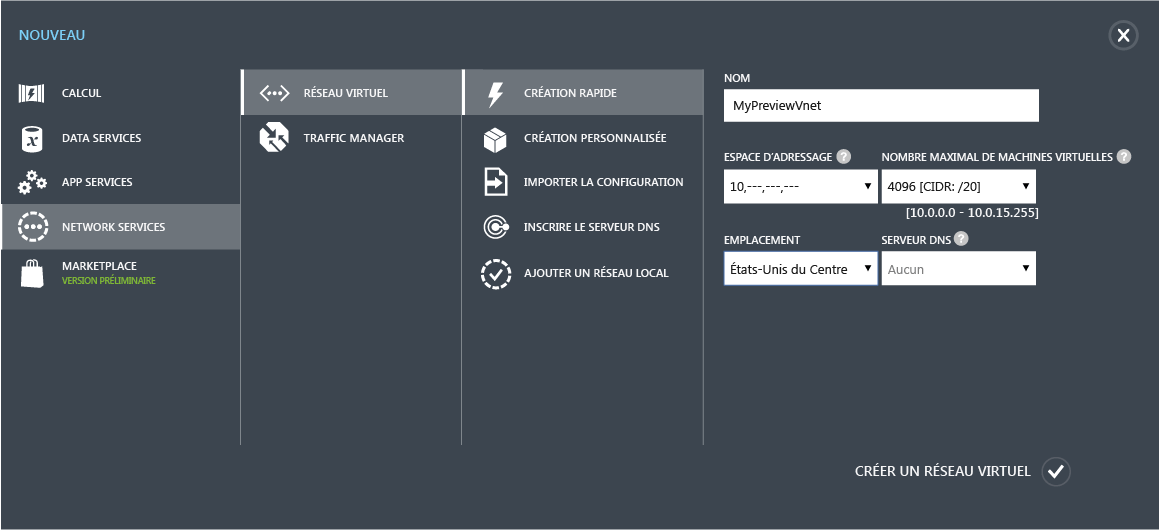 NOUVEAU
CALCUL
DATA SERVICES
APP SERVICES
NETWORK SERVICES
MARKETPLACE
VERSION PRÉLIMINAIRE
RÉSEAU VIRTUEL
TRAFFIC MANAGER
CRÉATION RAPIDE
CRÉATION PERSONNALISÉE
IMPORTER LA CONFIGURATION
INSCRIRE LE SERVEUR DNS
AJOUTER UN RÉSEAU LOCAL
NOM
MyPreviewVnet
ESPACE D'ADRESSAGE ?
10,---,---,---
NOMBRE MAXIMAL DE MACHINES VIRTUELLES ?
4096 [CIDR: /20]
[10.0.0.0 - 10.0.15.255]
EMPLACEMENT
États-Unis du Centre
SERVEUR DNS ?
Aucun
CRÉER UN RÉSEAU VIRTUEL